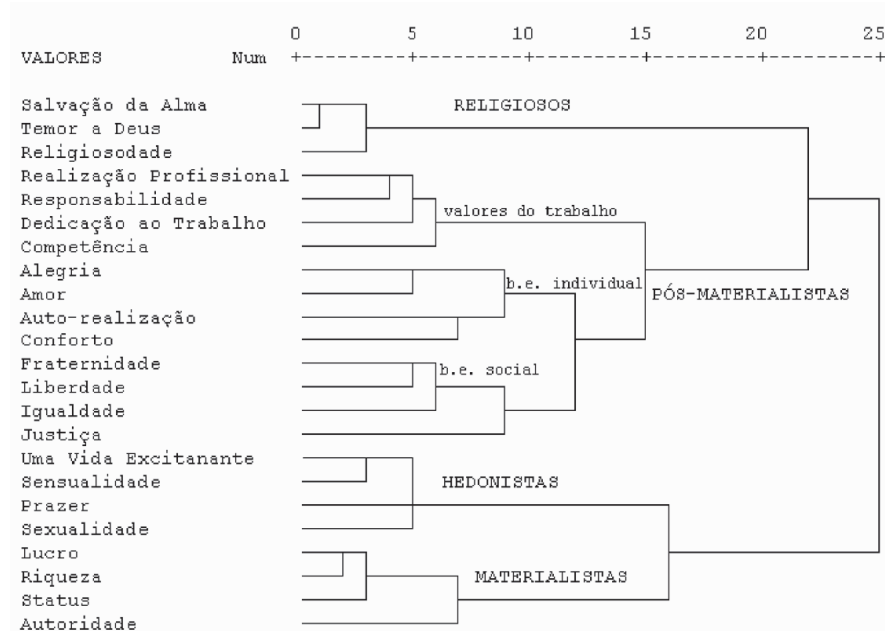 0 5 10 15 20 25
VALORES Num +---------+---------+---------+---------+---------+
Salvação da Alma RELIGIOSOS
Temor a Deus
Religiosodade
Realização Profissional
Responsabilidade valores do trabalho
Dedicação ao Trabalho
Competência
Alegria b.e. individual
Amor PÓS-MATERIALISTAS
Auto-realização
Conforto
Fraternidade b.e. social
Liberdade
Igualdade
Justiça
Uma Vida Excitanante
Sensualidade HEDONISTAS
Prazer
Sexualidade
Lucro
Riqueza MATERIALISTAS
Status
Autoridade